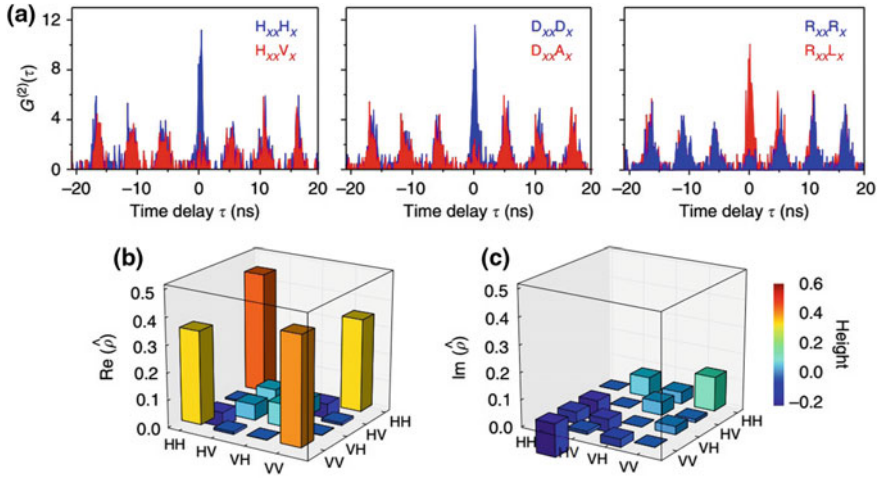 (a)
12
8
4
0
G(2)(τ)
HxxHx
HxxVx
−20 −10 0 10 20
Time delay τ (ns)
DxxDx
DxxAx
−20 −10 0 10 20
Time delay τ (ns)
RxxRx
RxxLx
−20 −10 0 10 20
Time delay τ (ns)
(b)
0.5
0.4
0.3
0.2
0.1
0.0
Re (ρ̂)
HH HV VH VV
VV VH HV HH
(c)
0.5
0.4
0.3
0.2
0.1
0.0
Im (ρ̂)
HH HV VH VV
VV VH HV HH
0.6
0.4
0.2
0.0
−0.2
Height